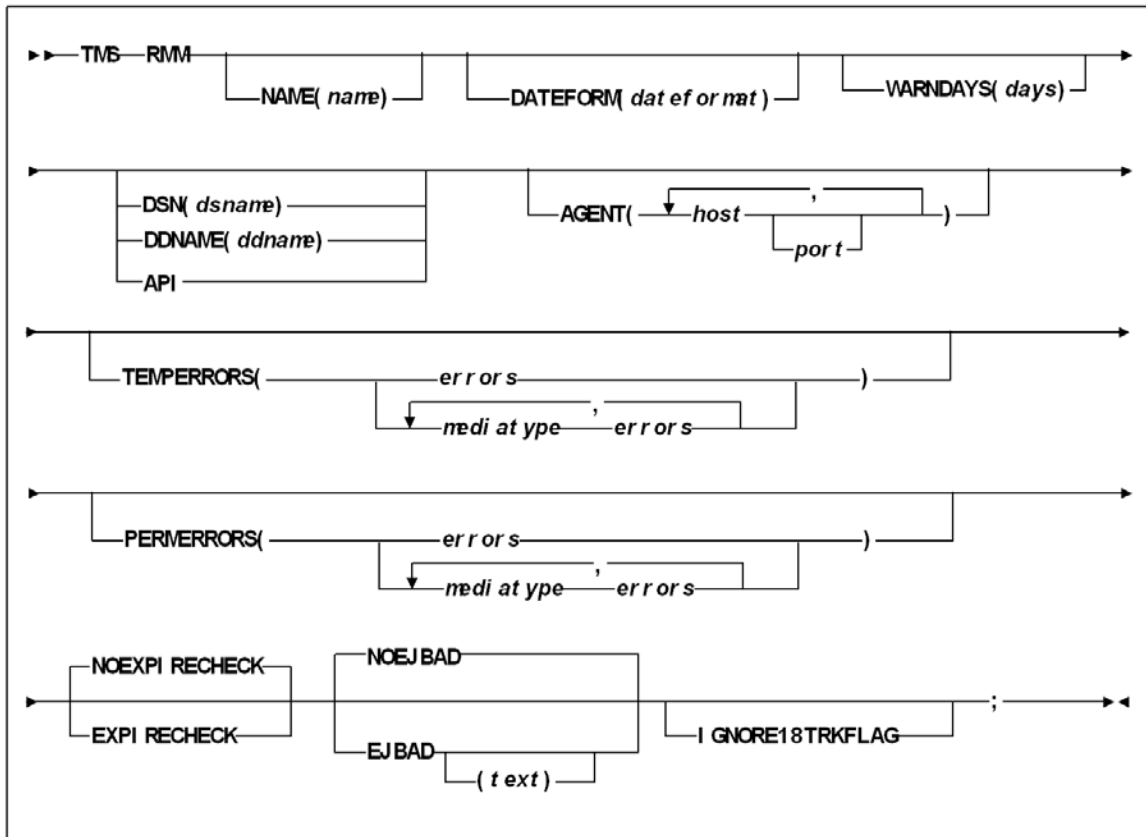 TMS RMM
NAME( name) DATEFORM( dateformat) WARNDAYS( days)
DSN( dsname)
DDNAME( ddname)
API
AGENT( host , )
port
TEMPERRORS( errors )
mediatype errors ,
PERMERRORS( errors )
mediatype errors ,
NOEXPIRECHECK NOEJBAD
;
EXPIRECHECK EJBAD IGNORE18TRKFLAG
(text)